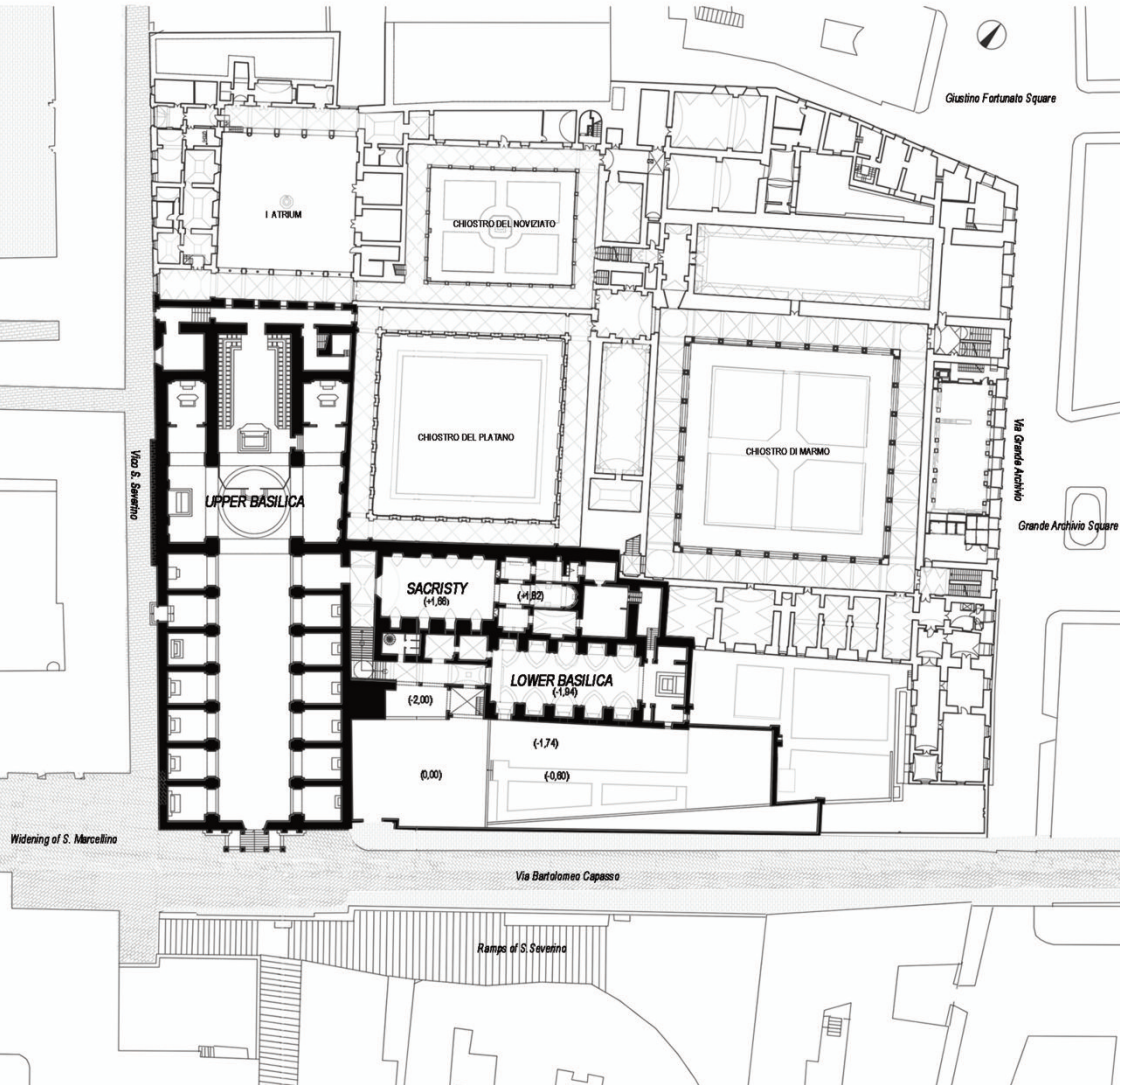 Giustino Fortunato Square
I ATRIUM
CHIOSTRO DEL NOVIZIATO
CHIOSTRO DEL PLATANO
CHIOSTRO DI MARMO
Via Grande Archivio
Vico S. Severino
UPPER BASILICA
Grande Archivio Square
SACRISTY
(+1,66)
(+1,82)
LOWER BASILICA
(-1,94)
(-2,00)
(-1,74)
(0,00)
(-0,60)
Widening of S. Marcellino
Via Bartolomeo Capasso
Ramps of S.Severino